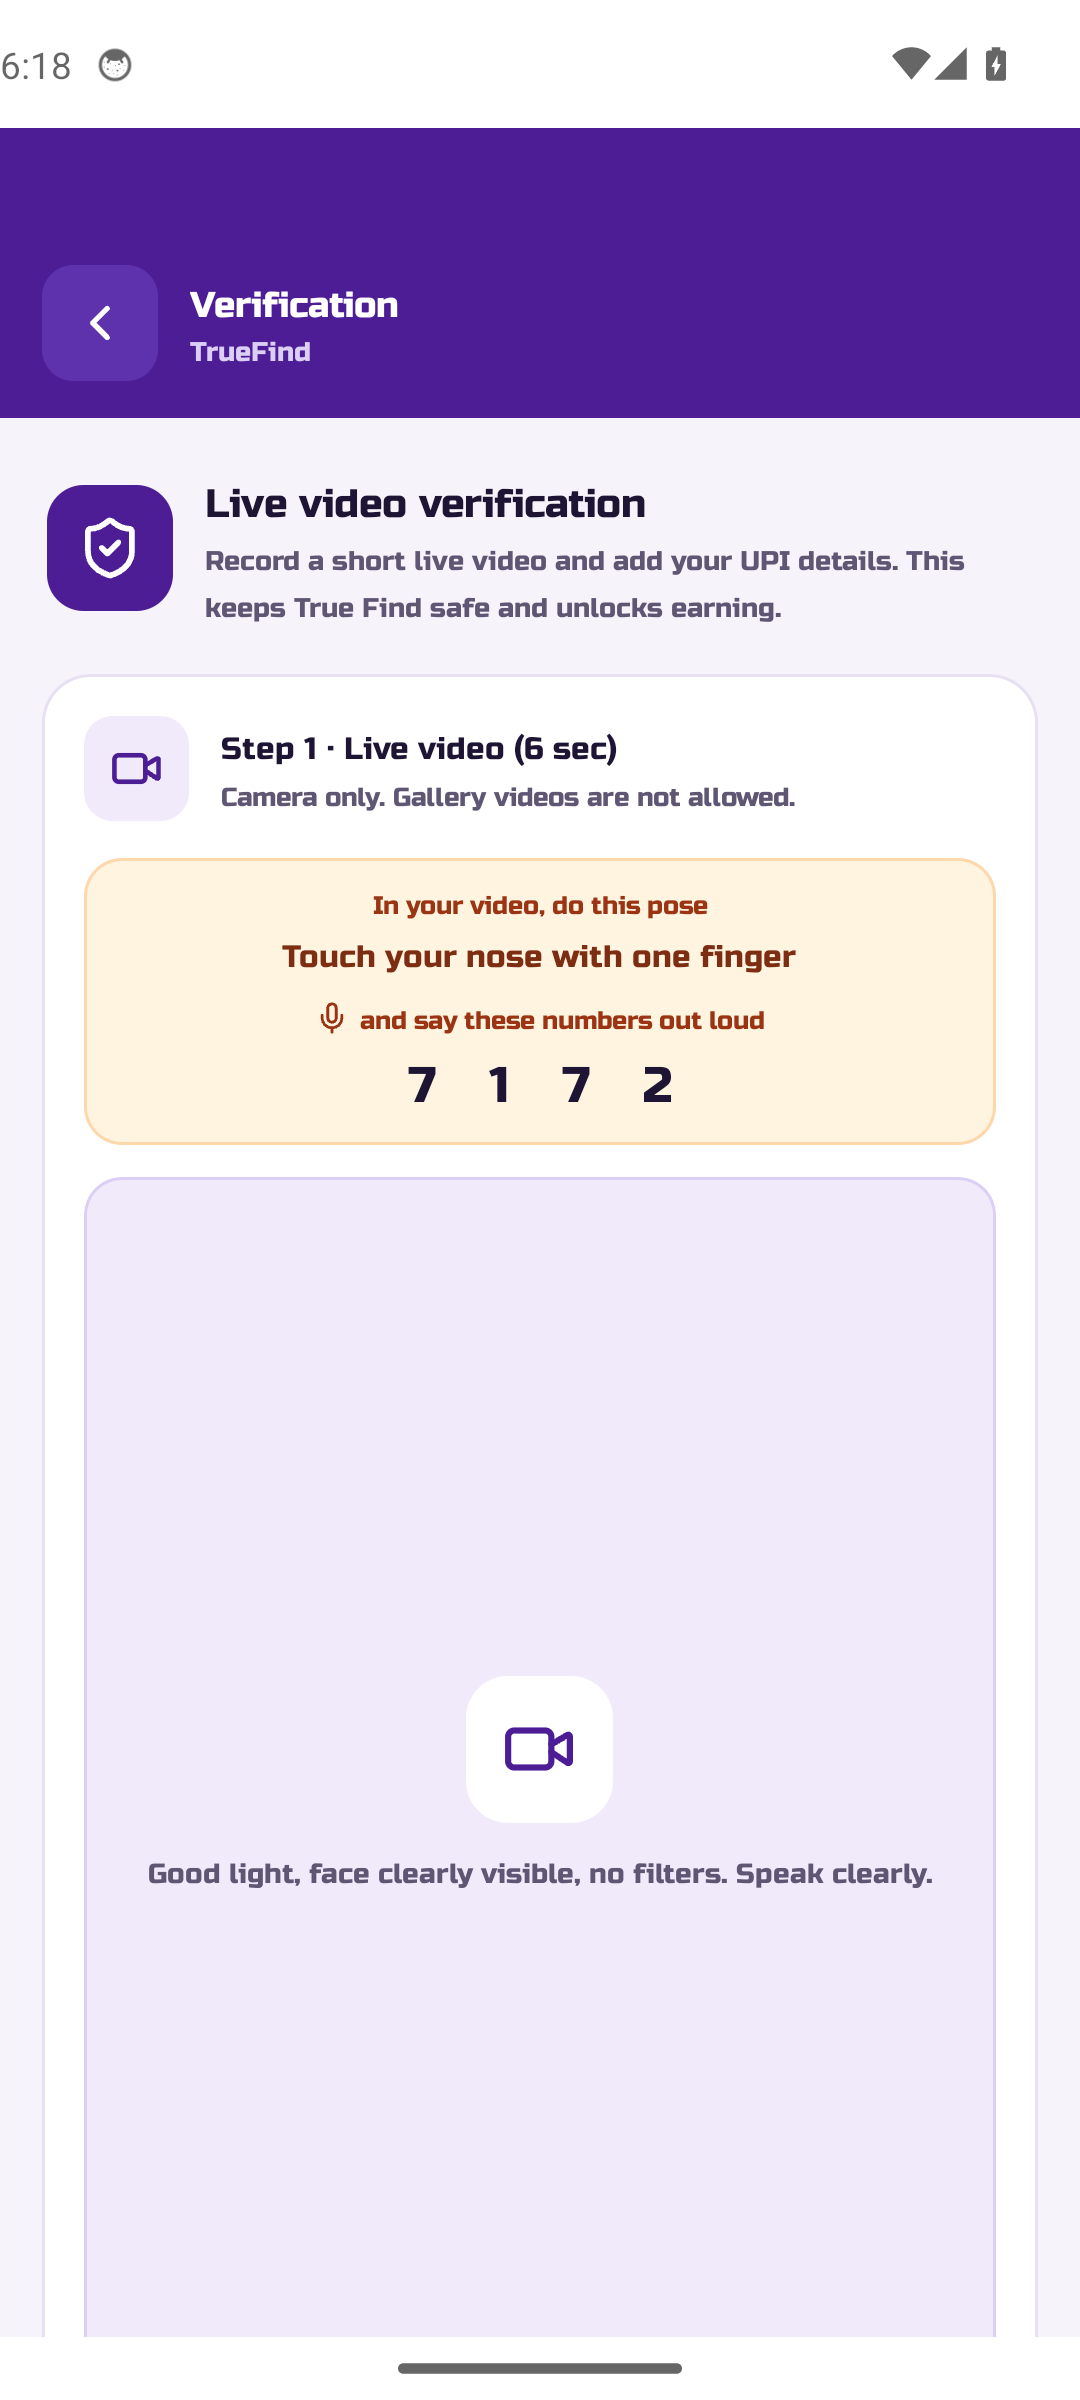 6:18
Verification
TrueFind
Live video verification
Record a short live video and add your UPI details. This
keeps True Find safe and unlocks earning.
Step 1 · Live video (6 sec)
Camera only. Gallery videos are not allowed.
In your video, do this pose
Touch your nose with one finger
and say these numbers out loud
7 1 7 2
Good light, face clearly visible, no filters. Speak clearly.